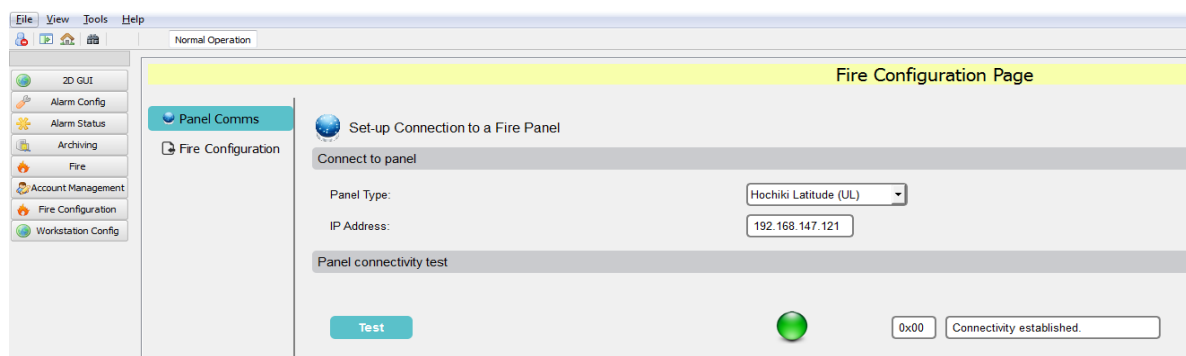 File View Tools Help
Normal Operation
2D GUI
Alarm Config
Alarm Status
Archiving
Fire
Account Management
Fire Configuration
Workstation Config
Fire Configuration Page
Panel Comms
Fire Configuration
Set-up Connection to a Fire Panel
Connect to panel
Panel Type: Hochiki Latitude (UL)
IP Address: 192.168.147.121
Panel connectivity test
Test 0x00 Connectivity established.